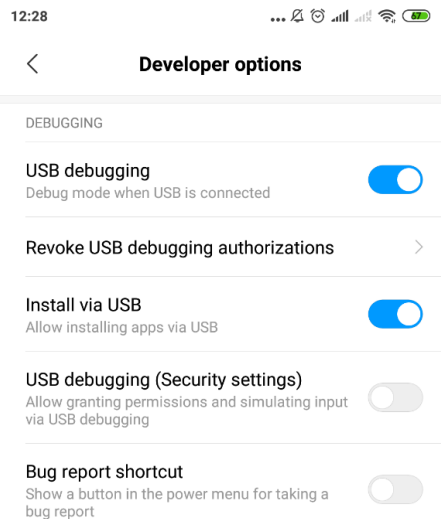 12:28
67
Developer options
DEBUGGING
USB debugging
Debug mode when USB is connected
Revoke USB debugging authorizations
Install via USB
Allow installing apps via USB
USB debugging (Security settings)
Allow granting permissions and simulating input
via USB debugging
Bug report shortcut
Show a button in the power menu for taking a
bug report